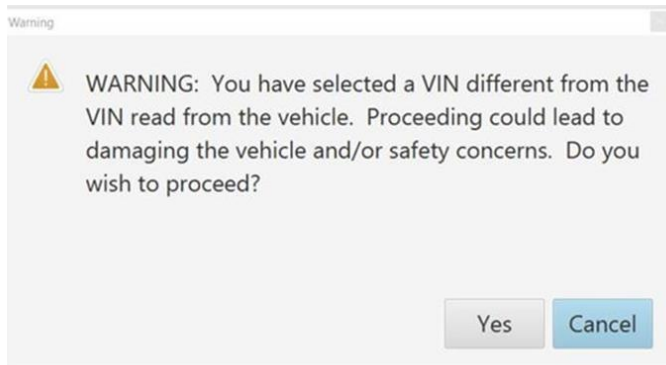 Warning
WARNING:  You have selected a VIN different from the
VIN read from the vehicle.  Proceeding could lead to
damaging the vehicle and/or safety concerns.  Do you
wish to proceed?
Yes
Cancel